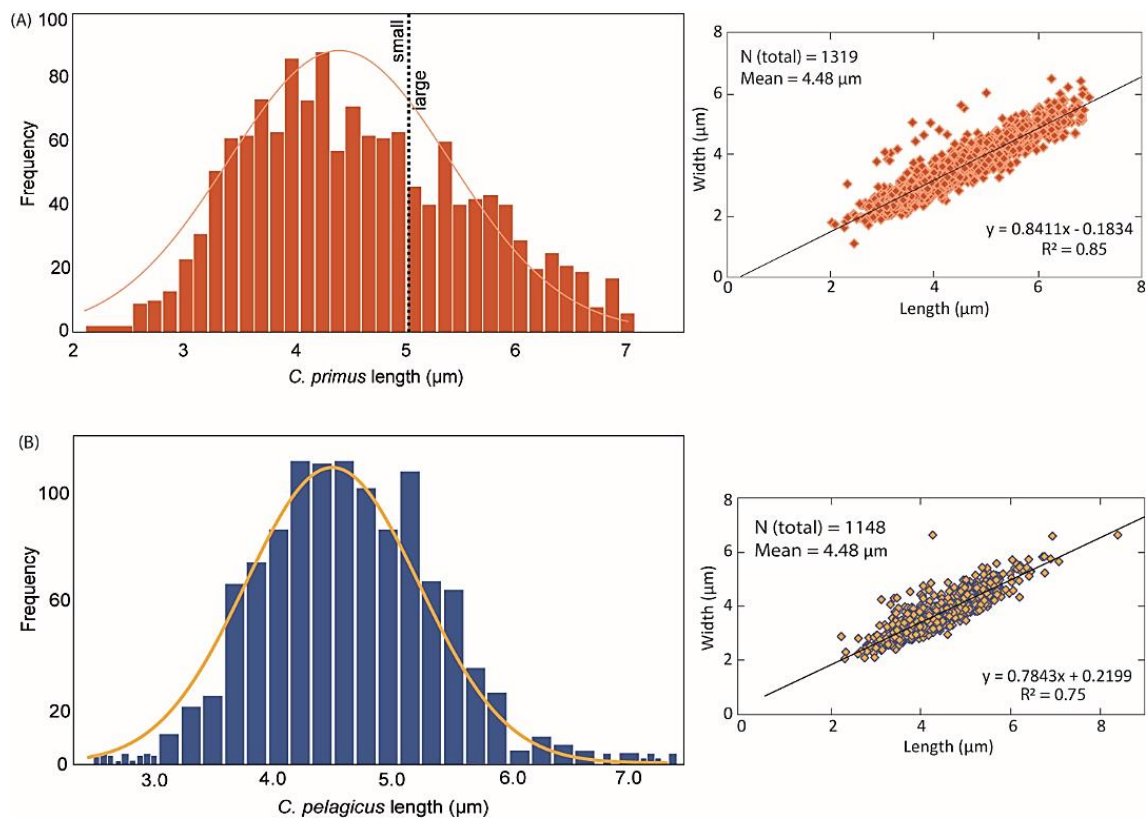 (A)
100
80
60
40
20
0
Frequency
small
large
2 3 4 5 6 7
C. primus length (µm)
8
6
4
2
0
Width (µm)
N (total) = 1319
Mean = 4.48 µm
y = 0.8411x - 0.1834
R² = 0.85
0 2 4 6 8
Length (µm)
(B)
100
60
20
0
Frequency
3.0 4.0 5.0 6.0 7.0
C. pelagicus length (µm)
8
6
4
2
0
Width (µm)
N (total) = 1148
Mean = 4.48 µm
y = 0.7843x + 0.2199
R² = 0.75
0 2 4 6 8
Length (µm)